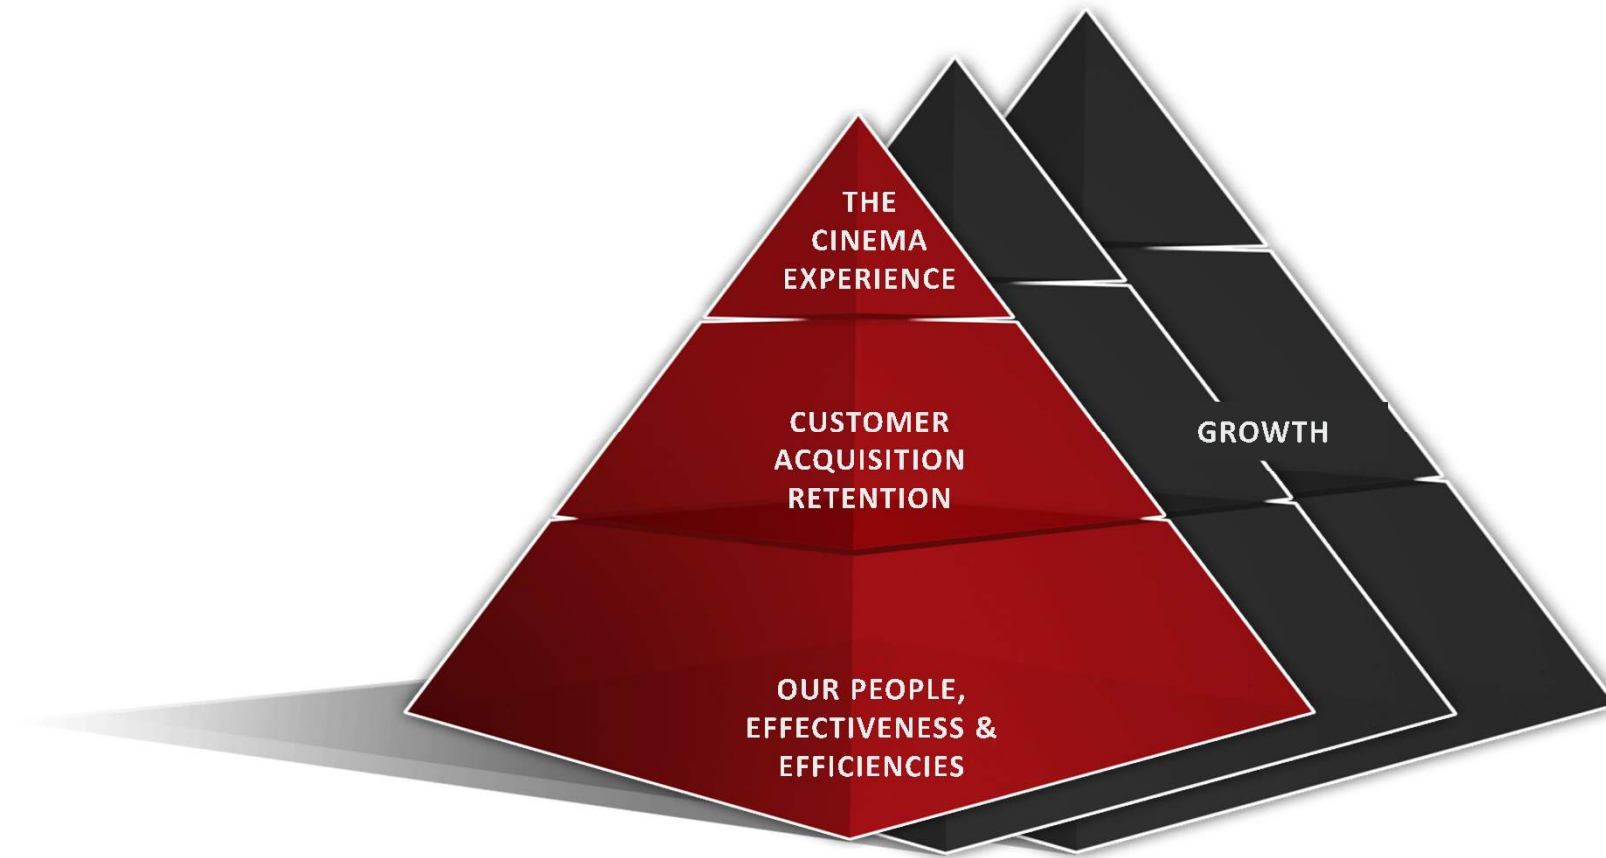 THE
CINEMA
EXPERIENCE
CUSTOMER
ACQUISITION
RETENTION
GROWTH
OUR PEOPLE,
EFFECTIVENESS &
EFFICIENCIES